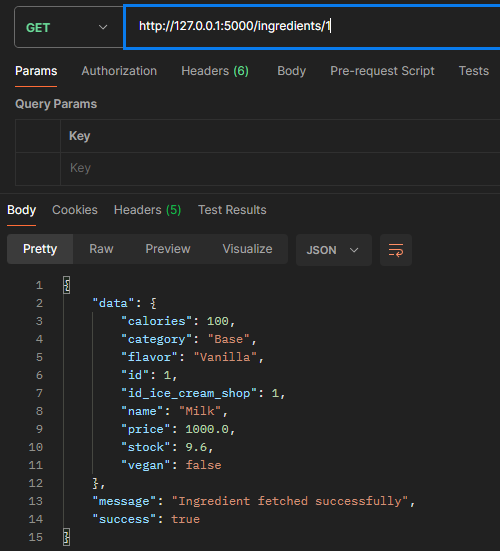 GET http://127.0.0.1:5000/ingredients/1
Params Authorization Headers (6) Body Pre-request Script Tests
Query Params
Key
Key
Body Cookies Headers (5) Test Results
Pretty Raw Preview Visualize JSON
1 {
2 "data": {
3 "calories": 100,
4 "category": "Base",
5 "flavor": "Vanilla",
6 "id": 1,
7 "id_ice_cream_shop": 1,
8 "name": "Milk",
9 "price": 1000.0,
10 "stock": 9.6,
11 "vegan": false
12 },
13 "message": "Ingredient fetched successfully",
14 "success": true
15 }